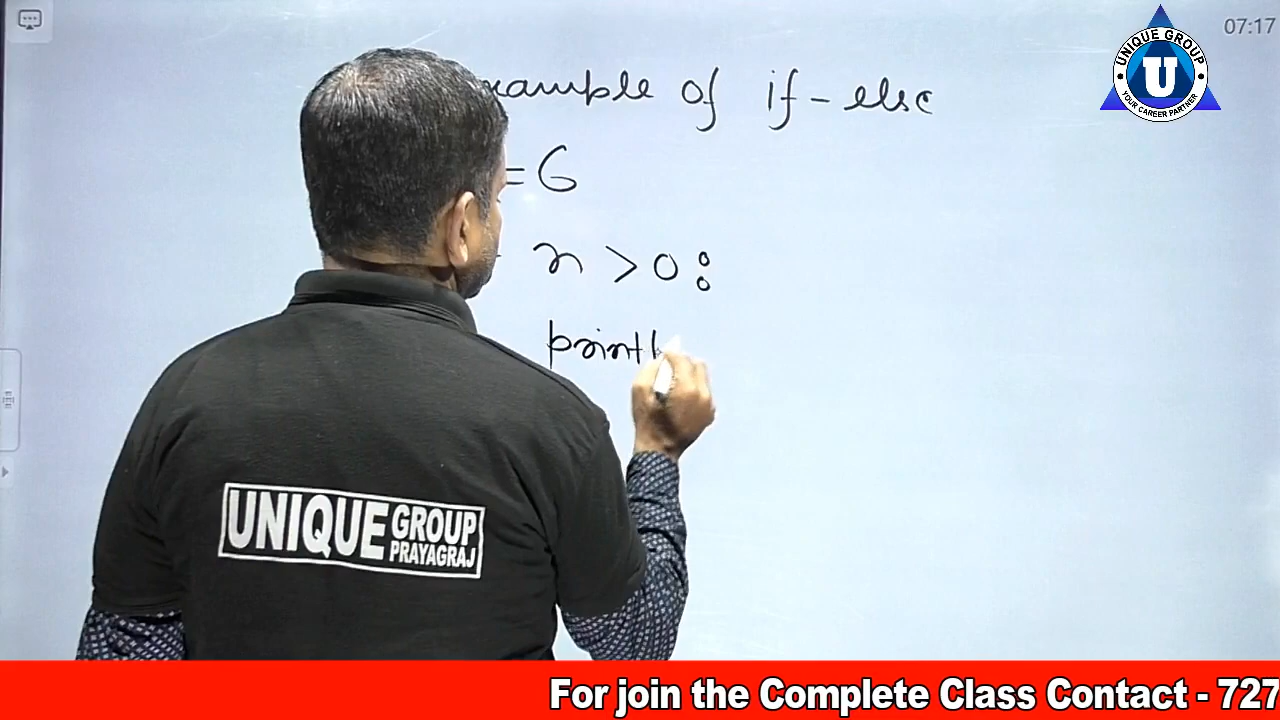 07:17
UNIQUE GROUP
U
YOUR CAREER PARTNER
xample of if-else
=6
n > 0:
print(
UNIQUE GROUP
PRAYAGRAJ
For join the Complete Class Contact - 727